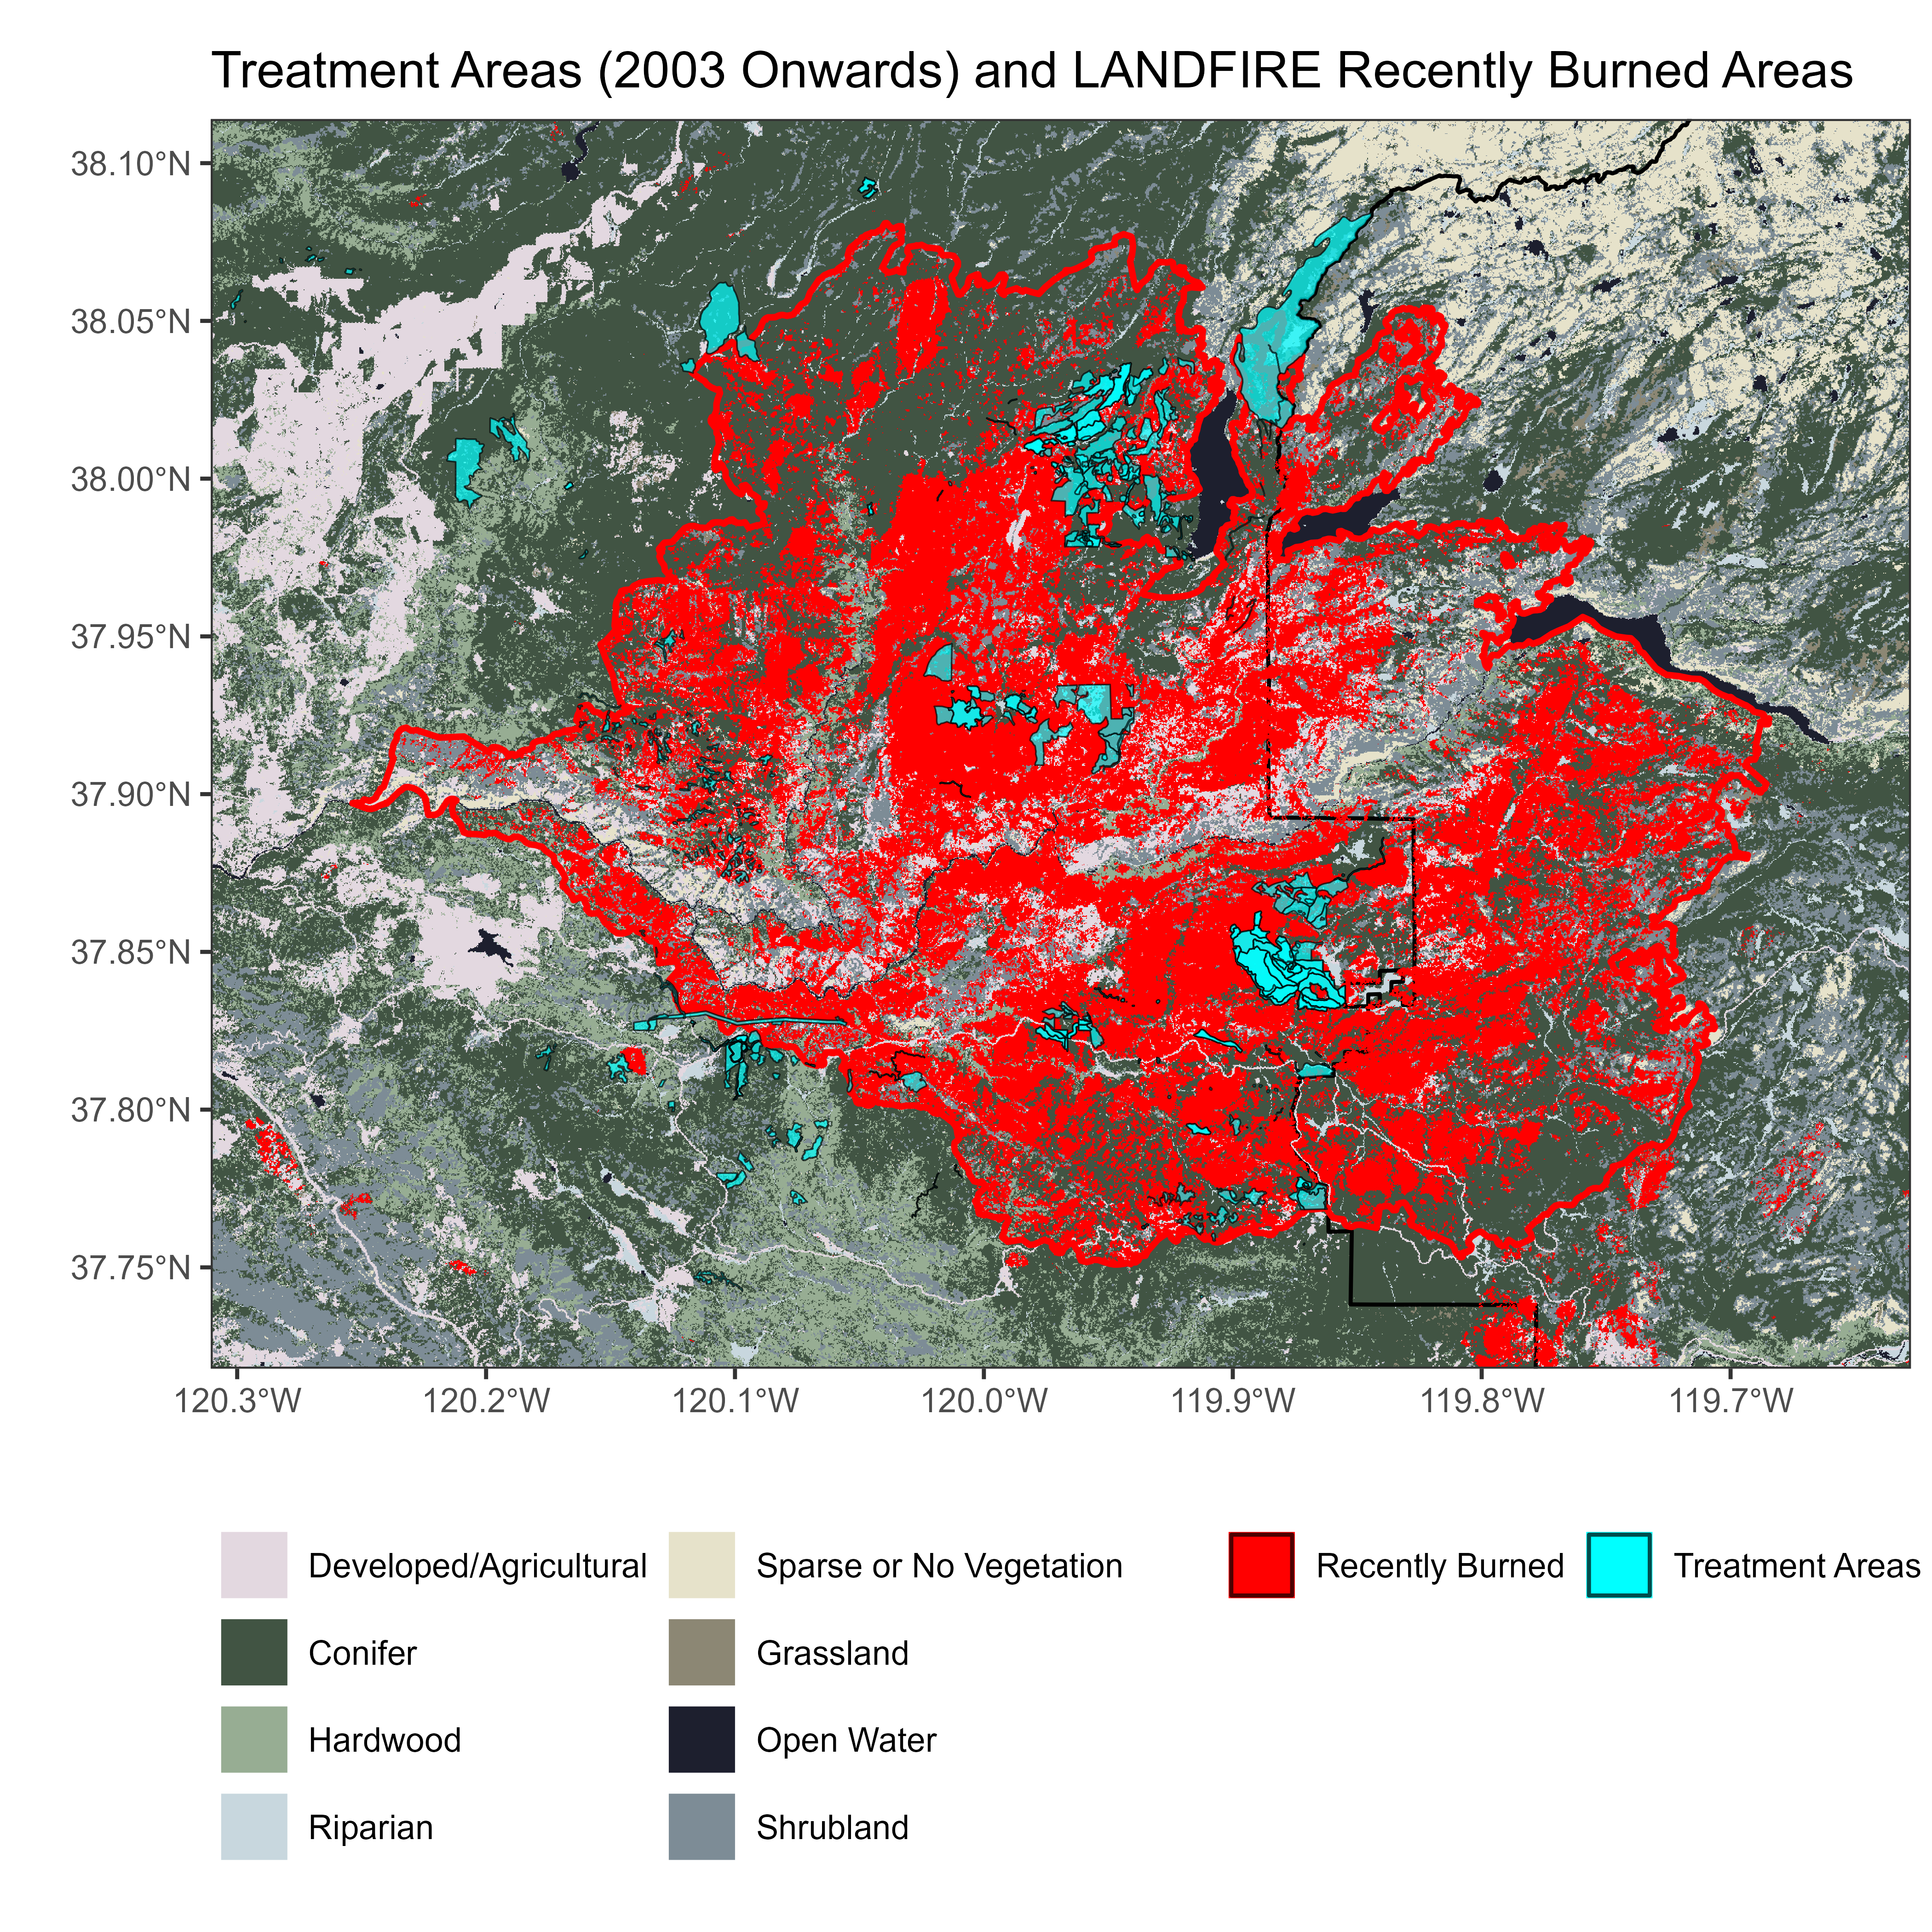 Treatment Areas (2003 Onwards) and LANDFIRE Recently Burned Areas
38.10°N
38.05°N
38.00°N
37.95°N
37.90°N
37.85°N
37.80°N
37.75°N
120.3°W 120.2°W 120.1°W 120.0°W 119.9°W 119.8°W 119.7°W
Developed/Agricultural Sparse or No Vegetation Recently Burned Treatment Areas
Conifer Grassland
Hardwood Open Water
Riparian Shrubland